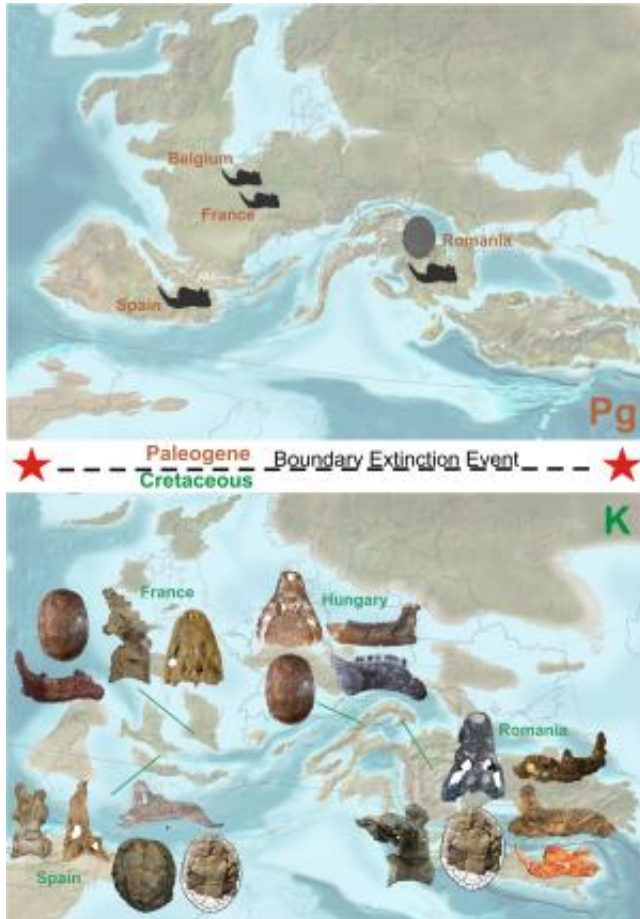 Belgium
France
Romania
Spain
Pg
Paleogene
Boundary Extinction Event
Cretaceous
K
France
Hungary
Romania
Spain